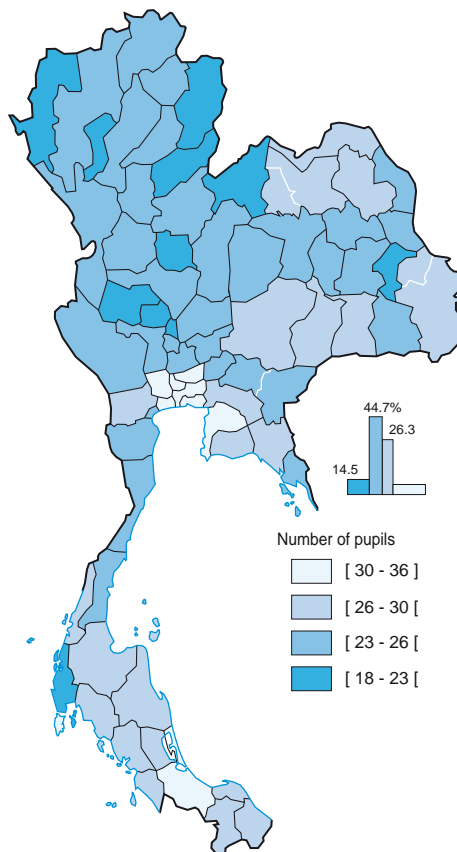 44.7%
26.3
14.5
Number of pupils
[ 30 - 36 ]
[ 26 - 30 [
[ 23 - 26 [
[ 18 - 23 [